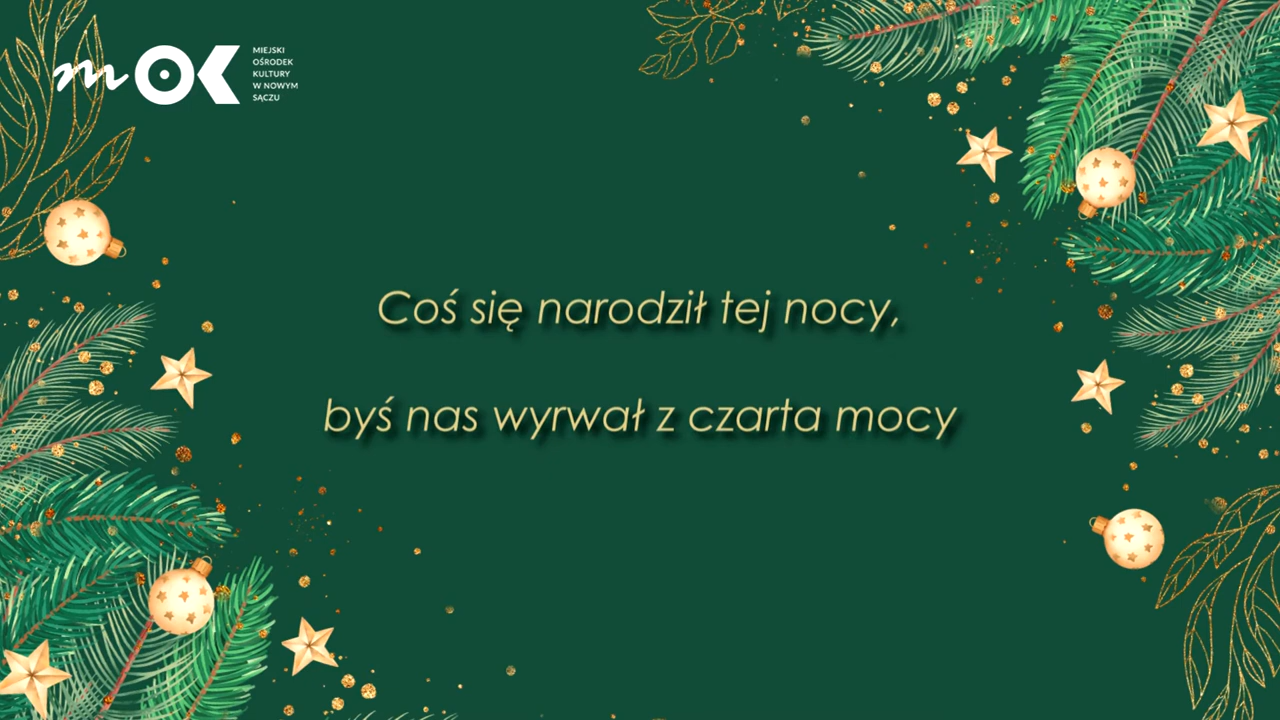 mOK
MIEJSKI
OŚRODEK
KULTURY
W NOWYM
SĄCZU
Coś się narodził tej nocy,
byś nas wyrwał z czarta mocy